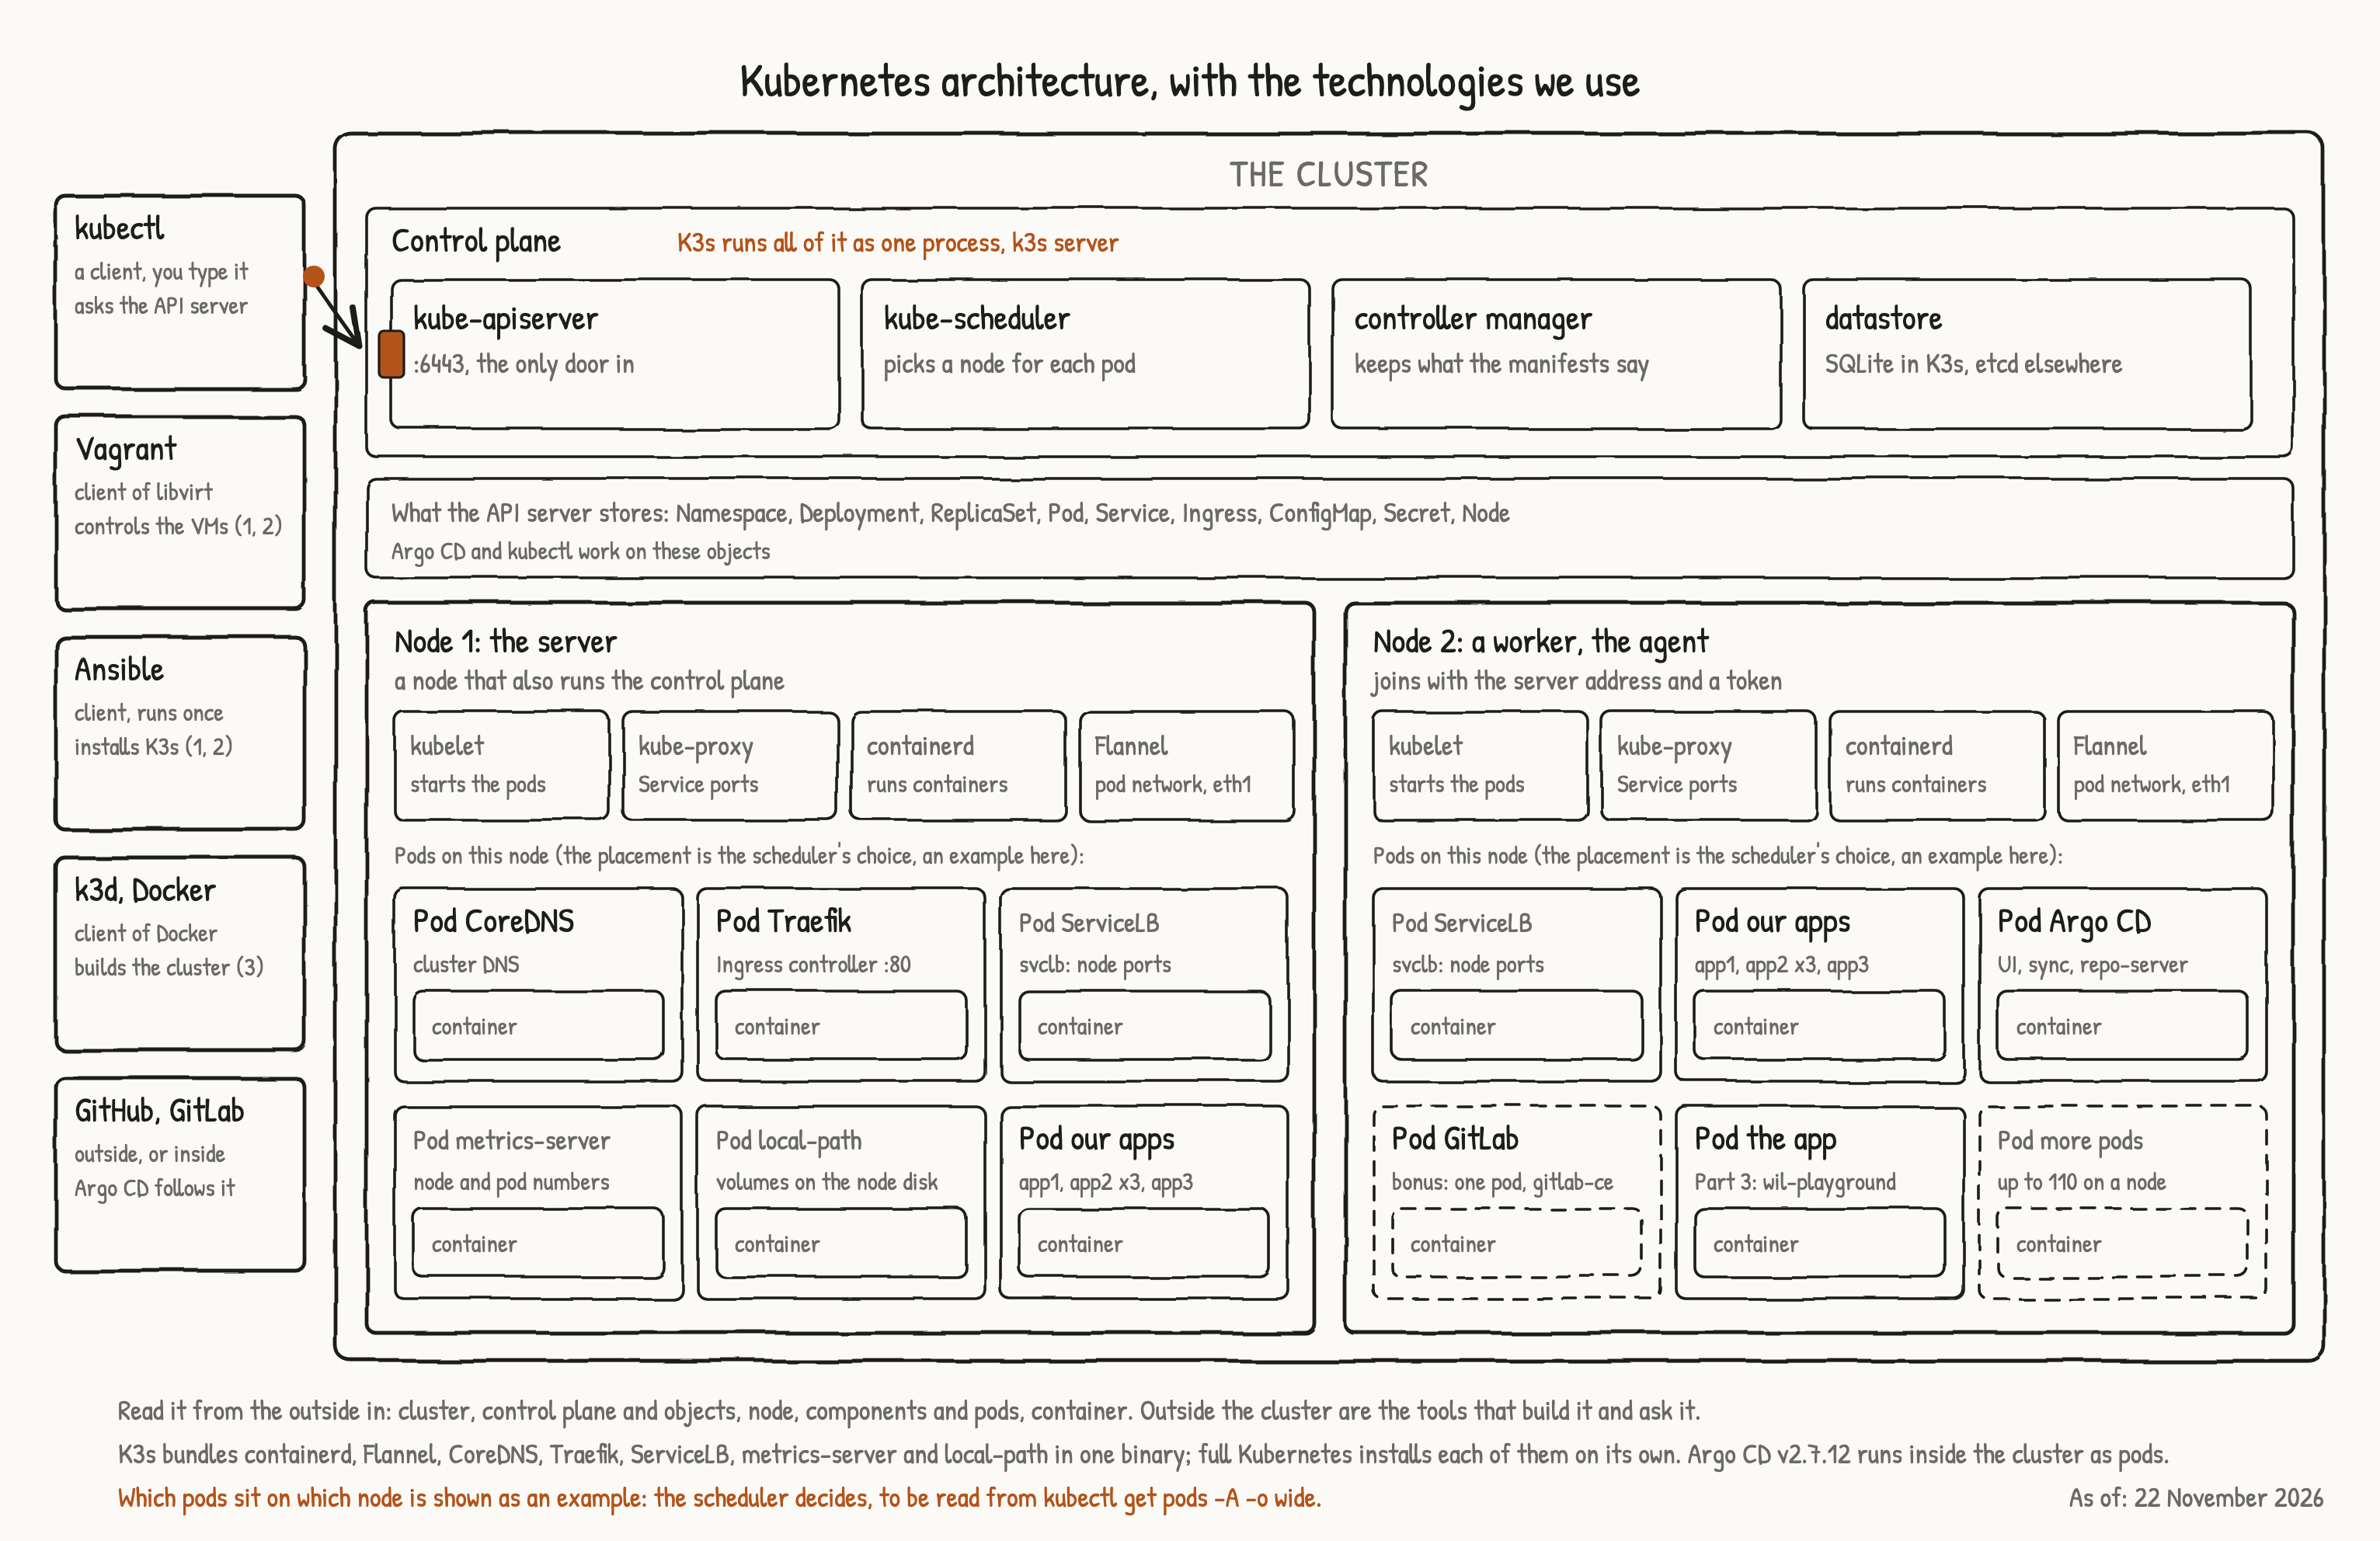 Kubernetes architecture, with the technologies we use
THE CLUSTER
kubectl
a client, you type it
asks the API server
Vagrant
client of libvirt
controls the VMs (1, 2)
Ansible
client, runs once
installs K3s (1, 2)
k3d, Docker
client of Docker
builds the cluster (3)
GitHub, GitLab
outside, or inside
Argo CD follows it
Control plane
K3s runs all of it as one process, k3s server
kube-apiserver
:6443, the only door in
kube-scheduler
picks a node for each pod
controller manager
keeps what the manifests say
datastore
SQLite in K3s, etcd elsewhere
What the API server stores: Namespace, Deployment, ReplicaSet, Pod, Service, Ingress, ConfigMap, Secret, Node
Argo CD and kubectl work on these objects
Node 1: the server
a node that also runs the control plane
kubelet
starts the pods
kube-proxy
Service ports
containerd
runs containers
Flannel
pod network, eth1
Pods on this node (the placement is the scheduler's choice, an example here):
Pod CoreDNS
cluster DNS
container
Pod Traefik
Ingress controller :80
container
Pod ServiceLB
svclb: node ports
container
Pod metrics-server
node and pod numbers
container
Pod local-path
volumes on the node disk
container
Pod our apps
app1, app2 x3, app3
container
Node 2: a worker, the agent
joins with the server address and a token
kubelet
starts the pods
kube-proxy
Service ports
containerd
runs containers
Flannel
pod network, eth1
Pods on this node (the placement is the scheduler's choice, an example here):
Pod ServiceLB
svclb: node ports
container
Pod our apps
app1, app2 x3, app3
container
Pod Argo CD
UI, sync, repo-server
container
Pod GitLab
bonus: one pod, gitlab-ce
container
Pod the app
Part 3: wil-playground
container
Pod more pods
up to 110 on a node
container
Read it from the outside in: cluster, control plane and objects, node, components and pods, container. Outside the cluster are the tools that build it and ask it.
K3s bundles containerd, Flannel, CoreDNS, Traefik, ServiceLB, metrics-server and local-path in one binary; full Kubernetes installs each of them on its own. Argo CD v2.7.12 runs inside the cluster as pods.
Which pods sit on which node is shown as an example: the scheduler decides, to be read from kubectl get pods -A -o wide.
As of: 22 November 2026